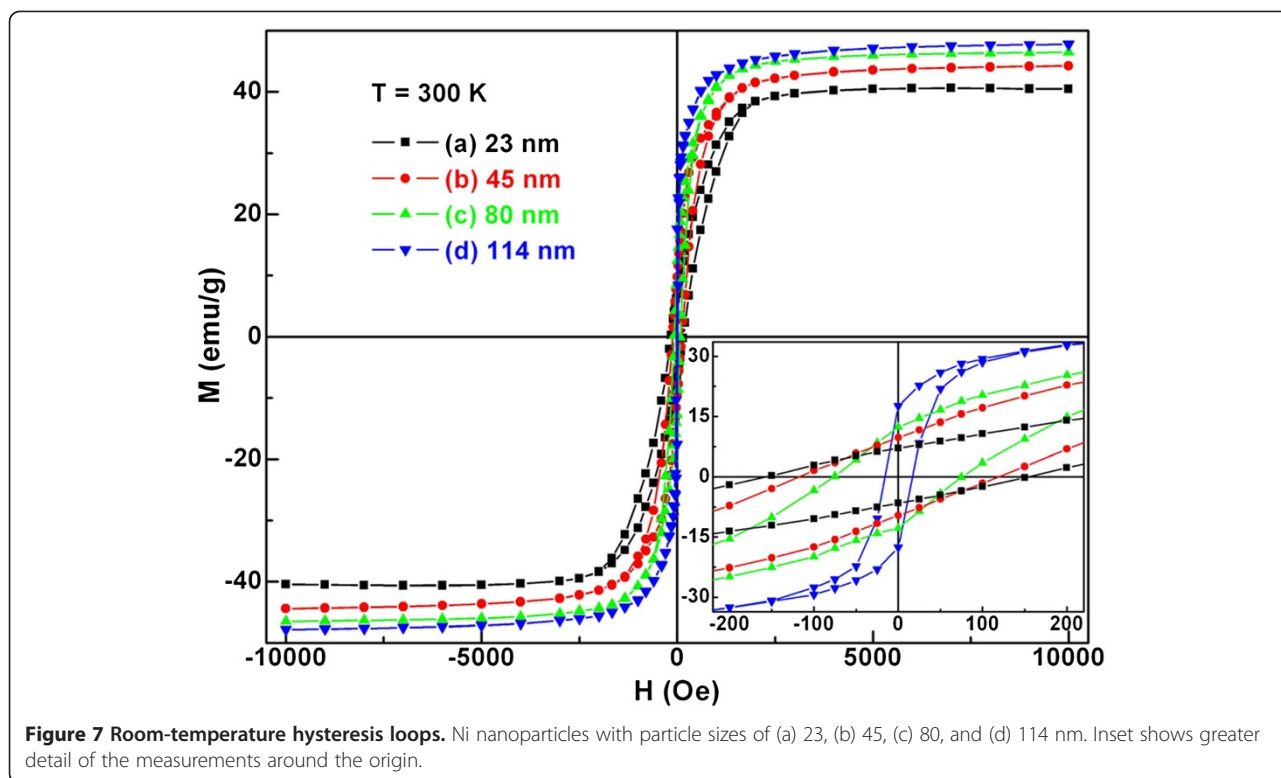 T = 300 K
(a) 23 nm
(b) 45 nm
(c) 80 nm
(d) 114 nm
M (emu/g)
40
20
0
-20
-40
30
15
0
-15
-30
-200 -100 0 100 200
-10000 -5000 0 5000 10000
H (Oe)
Figure 7 Room-temperature hysteresis loops. Ni nanoparticles with particle sizes of (a) 23, (b) 45, (c) 80, and (d) 114 nm. Inset shows greater
detail of the measurements around the origin.